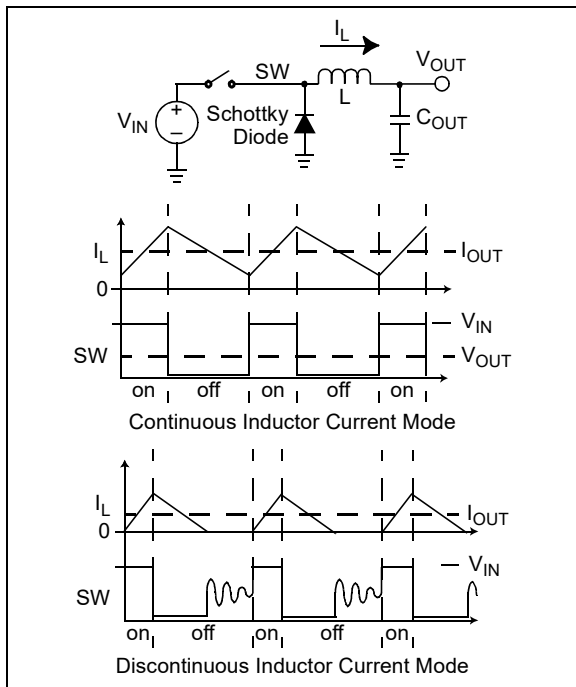 I_L
V_OUT
SW
L
V_IN
+
–
Schottky
Diode
C_OUT
I_L
I_OUT
0
V_IN
SW
V_OUT
on off on off on
Continuous Inductor Current Mode
I_L
I_OUT
0
V_IN
SW
on off on off on
Discontinuous Inductor Current Mode